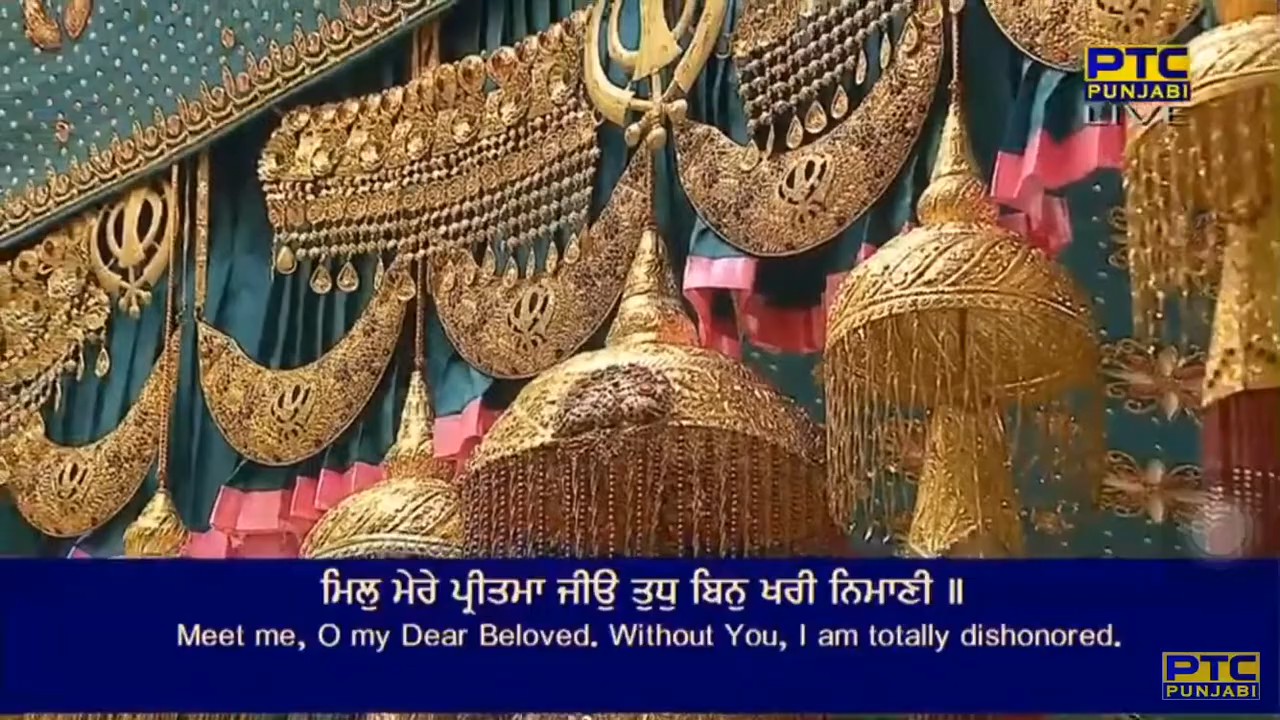 PTC
PUNJABI
LIVE
ਮਿਲੁ ਮੇਰੇ ਪ੍ਰੀਤਮਾ ਜੀਉ ਤੁਧੁ ਬਿਨੁ ਖਰੀ ਨਿਮਾਣੀ ॥
Meet me, O my Dear Beloved. Without You, I am totally dishonored.
PTC
PUNJABI